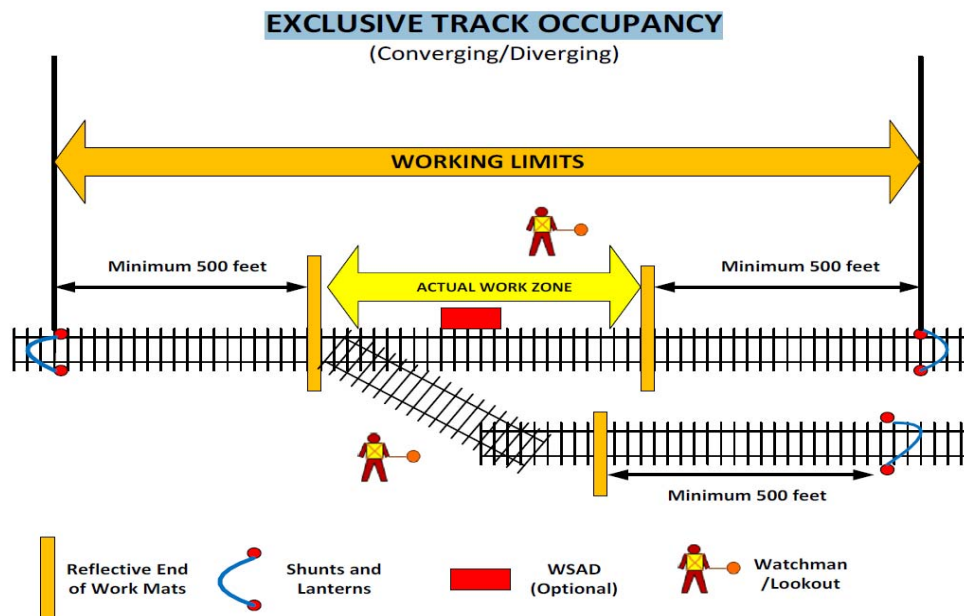 EXCLUSIVE TRACK OCCUPANCY
(Converging/Diverging)
WORKING LIMITS
Minimum 500 feet
Minimum 500 feet
ACTUAL WORK ZONE
Minimum 500 feet
Reflective End
of Work Mats
Shunts and
Lanterns
WSAD
(Optional)
Watchman
/Lookout